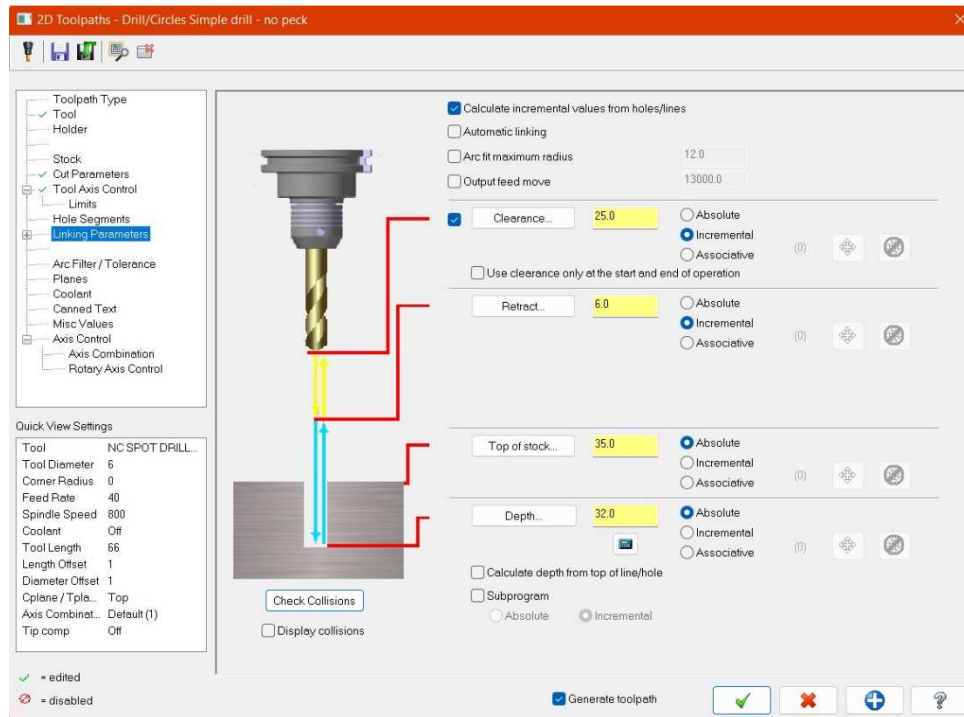 2D Toolpaths - Drill/Circles Simple drill - no peck
Toolpath Type
Tool
Holder
Stock
Cut Parameters
Tool Axis Control
Limits
Hole Segments
Linking Parameters
Arc Filter / Tolerance
Planes
Coolant
Canned Text
Misc Values
Axis Control
Axis Combination
Rotary Axis Control
Quick View Settings
Tool NC SPOT DRILL...
Tool Diameter 6
Corner Radius 0
Feed Rate 40
Spindle Speed 800
Coolant Off
Tool Length 66
Length Offset 1
Diameter Offset 1
Cplane / Tpla... Top
Axis Combinat... Default (1)
Tip comp Off
= edited
= disabled
Check Collisions
Display collisions
Calculate incremental values from holes/lines
Automatic linking
Arc fit maximum radius 12.0
Output feed move 13000.0
Clearance... 25.0 Absolute
Incremental
Associative (0)
Use clearance only at the start and end of operation
Retract... 6.0 Absolute
Incremental
Associative (0)
Top of stock... 35.0 Absolute
Incremental
Associative (0)
Depth... 32.0 Absolute
Incremental
Associative (0)
Calculate depth from top of line/hole
Subprogram
Absolute Incremental
Generate toolpath